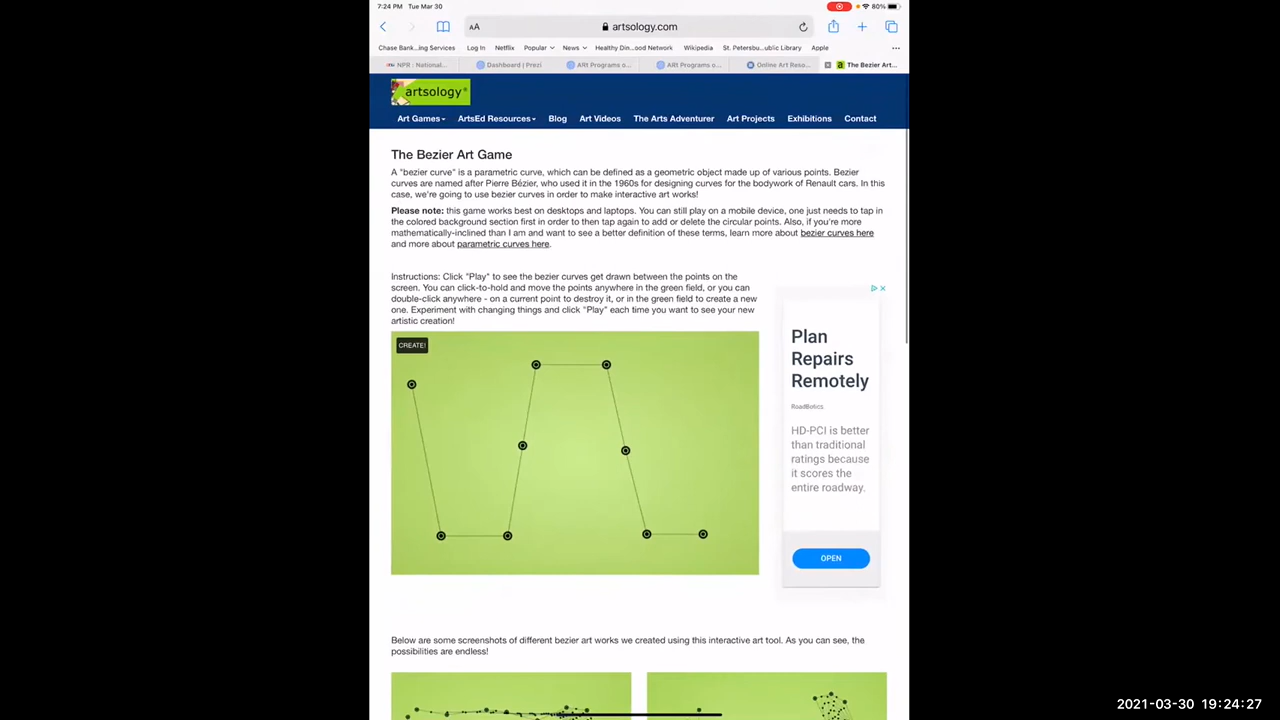 7:24 PM Tue Mar 30
80%
AA artsology.com
Chase Bank...ing Services Log In Netflix Popular News Healthy Din...ood Network Wikipedia St. Petersbu...ublic Library Apple
NPR : National... Dashboard | Prezi ARt Programs o... ARt Programs o... Online Art Reso... The Bezier Art...
artsology®
Art Games ArtsEd Resources Blog Art Videos The Arts Adventurer Art Projects Exhibitions Contact
The Bezier Art Game
A "bezier curve" is a parametric curve, which can be defined as a geometric object made up of various points. Bezier
curves are named after Pierre Bézier, who used it in the 1960s for designing curves for the bodywork of Renault cars. In this
case, we're going to use bezier curves in order to make interactive art works!
Please note: this game works best on desktops and laptops. You can still play on a mobile device, one just needs to tap in
the colored background section first in order to then tap again to add or delete the circular points. Also, if you're more
mathematically-inclined than I am and want to see a better definition of these terms, learn more about bezier curves here
and more about parametric curves here.
Instructions: Click "Play" to see the bezier curves get drawn between the points on the
screen. You can click-to-hold and move the points anywhere in the green field, or you can
double-click anywhere - on a current point to destroy it, or in the green field to create a new
one. Experiment with changing things and click "Play" each time you want to see your new
artistic creation!
CREATE!
Plan
Repairs
Remotely
RoadBotics
HD-PCI is better
than traditional
ratings because
it scores the
entire roadway.
OPEN
Below are some screenshots of different bezier art works we created using this interactive art tool. As you can see, the
possibilities are endless!
2021-03-30 19:24:27